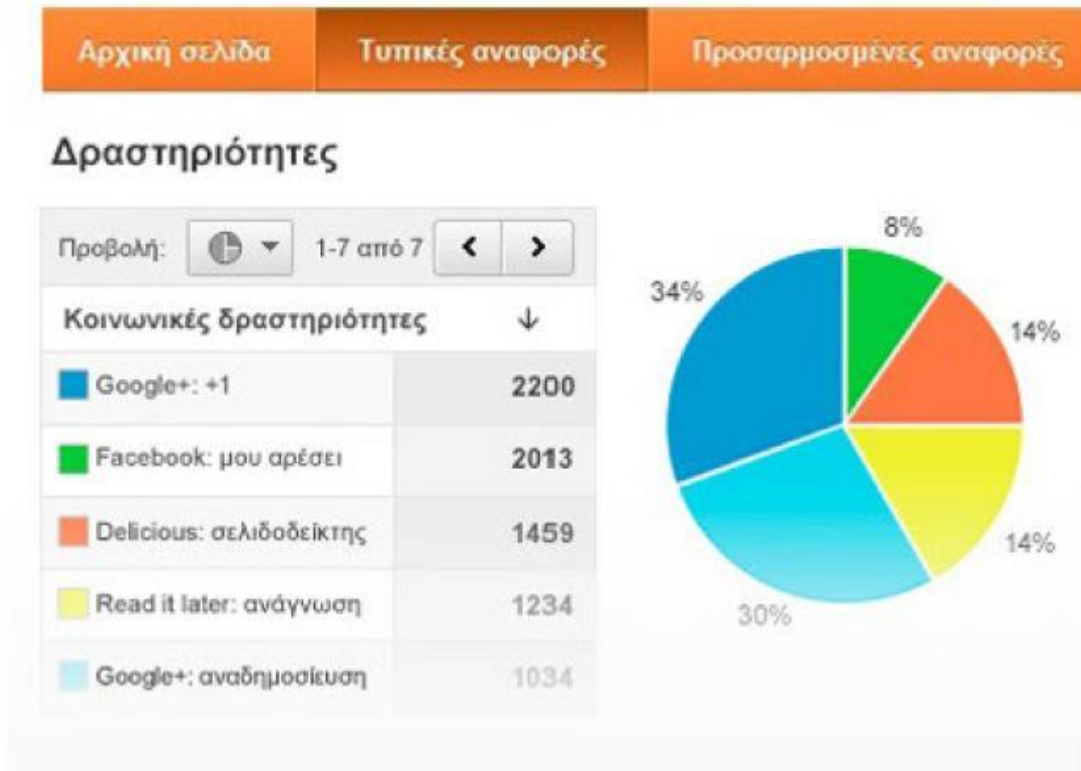 Αρχική σελίδα Τυπικές αναφορές Προσαρμοσμένες αναφορές
Δραστηριότητες
Προβολή: 1-7 από 7
Κοινωνικές δραστηριότητες
Google+: +1 2200
Facebook: μου αρέσει 2013
Delicious: σελιδοδείκτης 1459
Read it later: ανάγνωση 1234
Google+: αναδημοσίευση 1034
8%
34%
14%
14%
30%